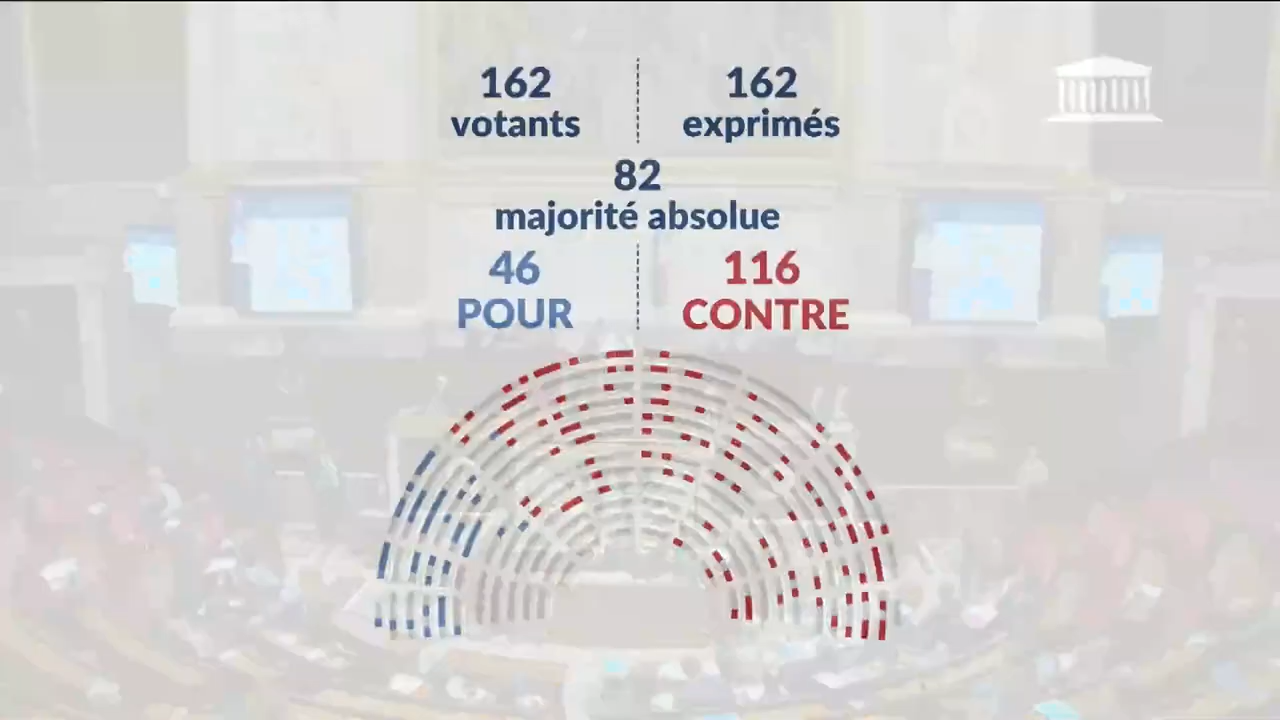 162
votants
162
exprimés
82
majorité absolue
46
POUR
116
CONTRE